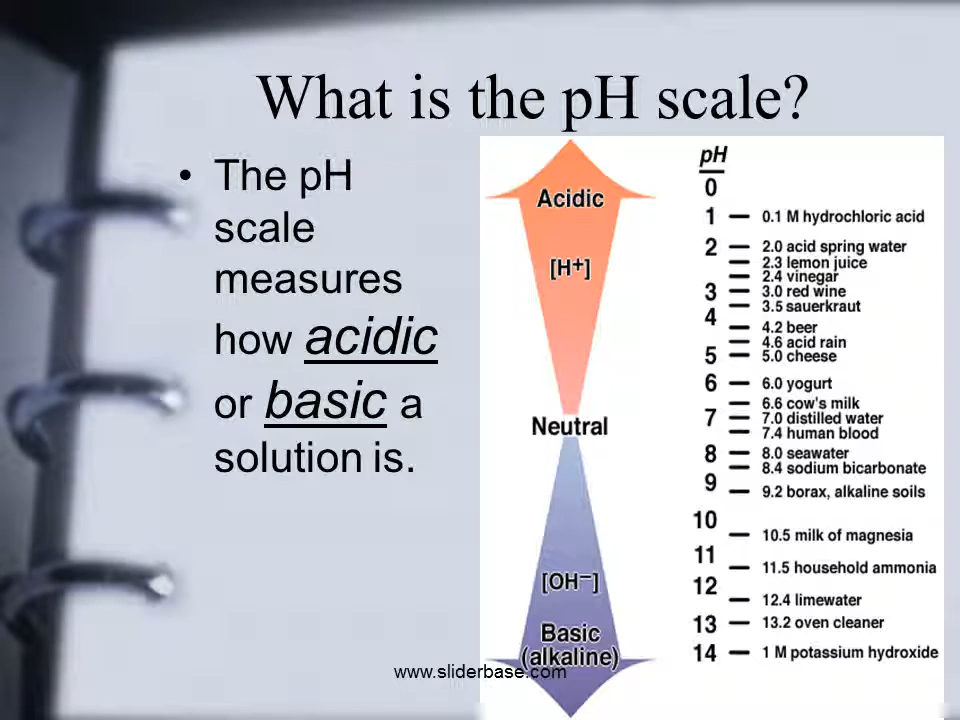 What is the pH scale?
• The pH
scale
measures
how acidic
or basic a
solution is.
Acidic
[H+]
Neutral
[OH−]
Basic
(alkaline)
pH
0
1 0.1 M hydrochloric acid
2 2.0 acid spring water
2.3 lemon juice
2.4 vinegar
3 3.0 red wine
3.5 sauerkraut
4
4.2 beer
4.6 acid rain
5 5.0 cheese
6 6.0 yogurt
6.6 cow's milk
7 7.0 distilled water
7.4 human blood
8 8.0 seawater
8.4 sodium bicarbonate
9
9.2 borax, alkaline soils
10
10.5 milk of magnesia
11
11.5 household ammonia
12
12.4 limewater
13 13.2 oven cleaner
14 1 M potassium hydroxide
www.sliderbase.com